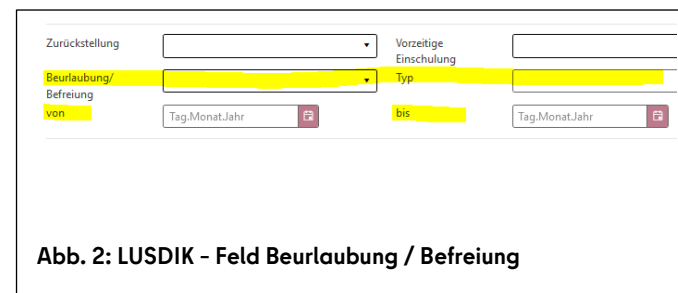 Zurückstellung
Vorzeitige
Einschulung
Beurlaubung/
Befreiung
Typ
von
Tag.Monat.Jahr
bis
Tag.Monat.Jahr
Abb. 2: LUSDIK - Feld Beurlaubung / Befreiung